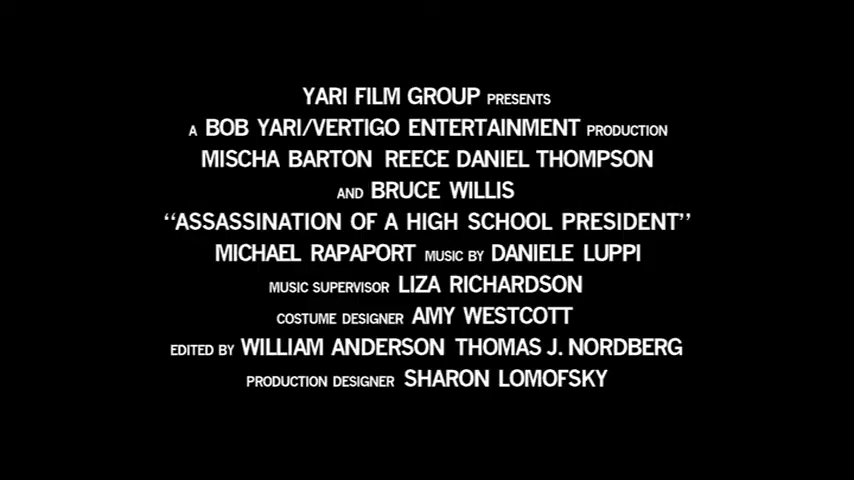 YARI FILM GROUP PRESENTS
A BOB YARI/VERTIGO ENTERTAINMENT PRODUCTION
MISCHA BARTON REECE DANIEL THOMPSON
AND BRUCE WILLIS
“ASSASSINATION OF A HIGH SCHOOL PRESIDENT”
MICHAEL RAPAPORT MUSIC BY DANIELE LUPPI
MUSIC SUPERVISOR LIZA RICHARDSON
COSTUME DESIGNER AMY WESTCOTT
EDITED BY WILLIAM ANDERSON THOMAS J. NORDBERG
PRODUCTION DESIGNER SHARON LOMOFSKY